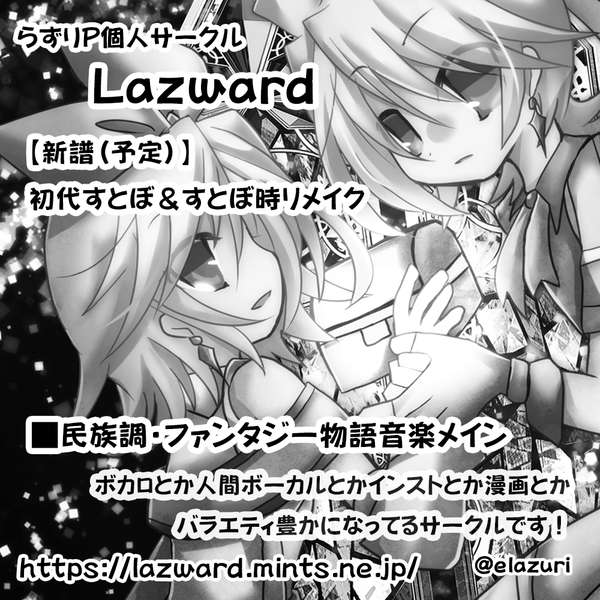 らずりP個人サークル
Lazward
【新譜(予定)】
初代すとぼ&すとぼ時リメイク
■民族調・ファンタジー物語音楽メイン
ボカロとか人間ボーカルとかインストとか漫画とか
バラエティ豊かになってるサークルです!
https://lazward.mints.ne.jp/
@elazuri